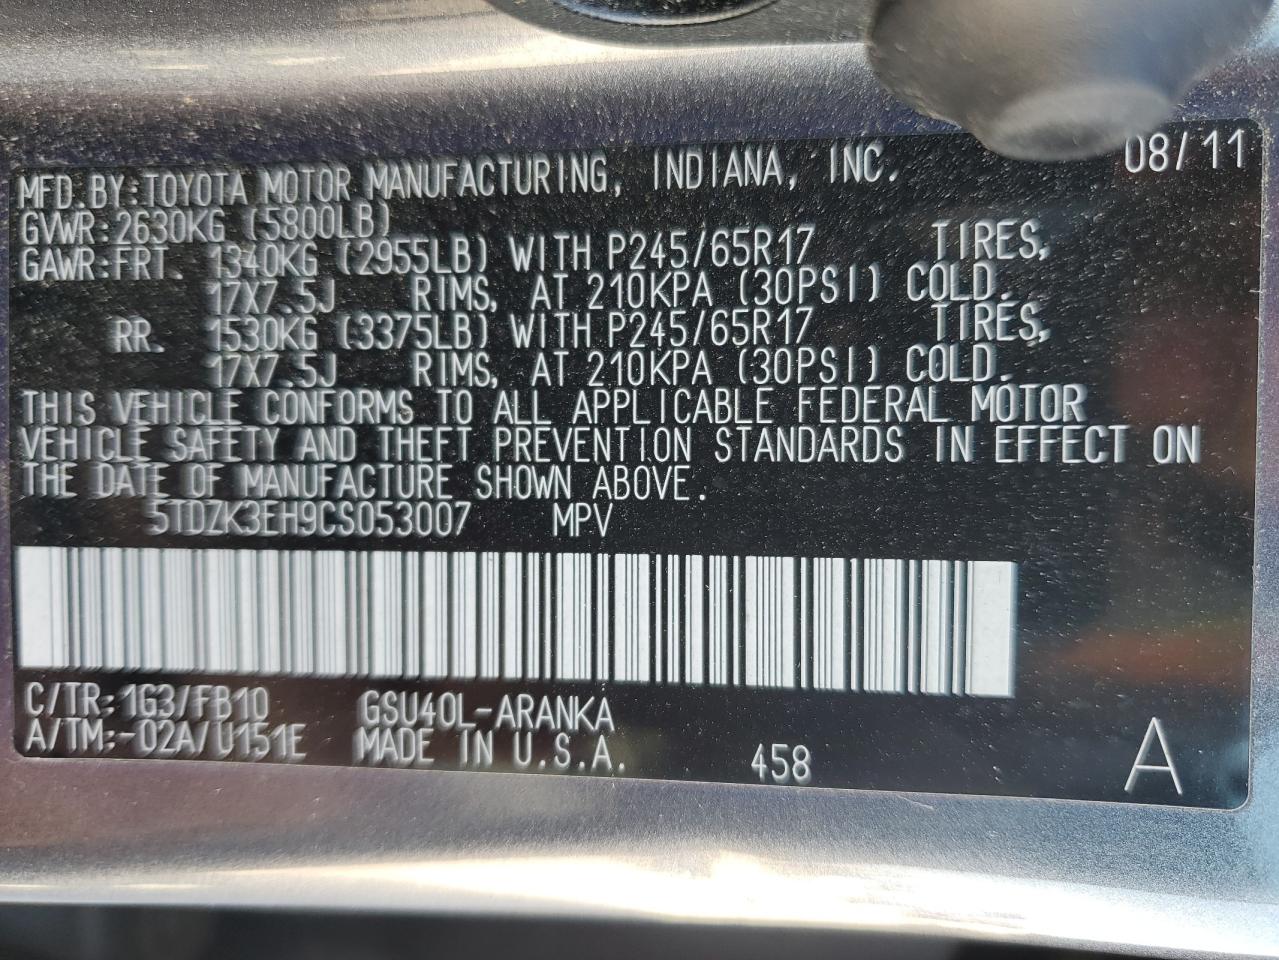 08/11
MFD.BY:TOYOTA MOTOR MANUFACTURING, INDIANA, INC.
GVWR:2630KG (5800LB)
GAWR:FRT. 1340KG (2955LB) WITH P245/65R17 TIRES,
17X7.5J RIMS, AT 210KPA (30PSI) COLD.
RR. 1530KG (3375LB) WITH P245/65R17 TIRES,
17X7.5J RIMS, AT 210KPA (30PSI) COLD.
THIS VEHICLE CONFORMS TO ALL APPLICABLE FEDERAL MOTOR
VEHICLE SAFETY AND THEFT PREVENTION STANDARDS IN EFFECT ON
THE DATE OF MANUFACTURE SHOWN ABOVE.
5TDZK3EH9CS053007 MPV
C/TR:1G3/FB10 GSU40L-ARANKA
A/TM:-02A/U151E MADE IN U.S.A. 458 A